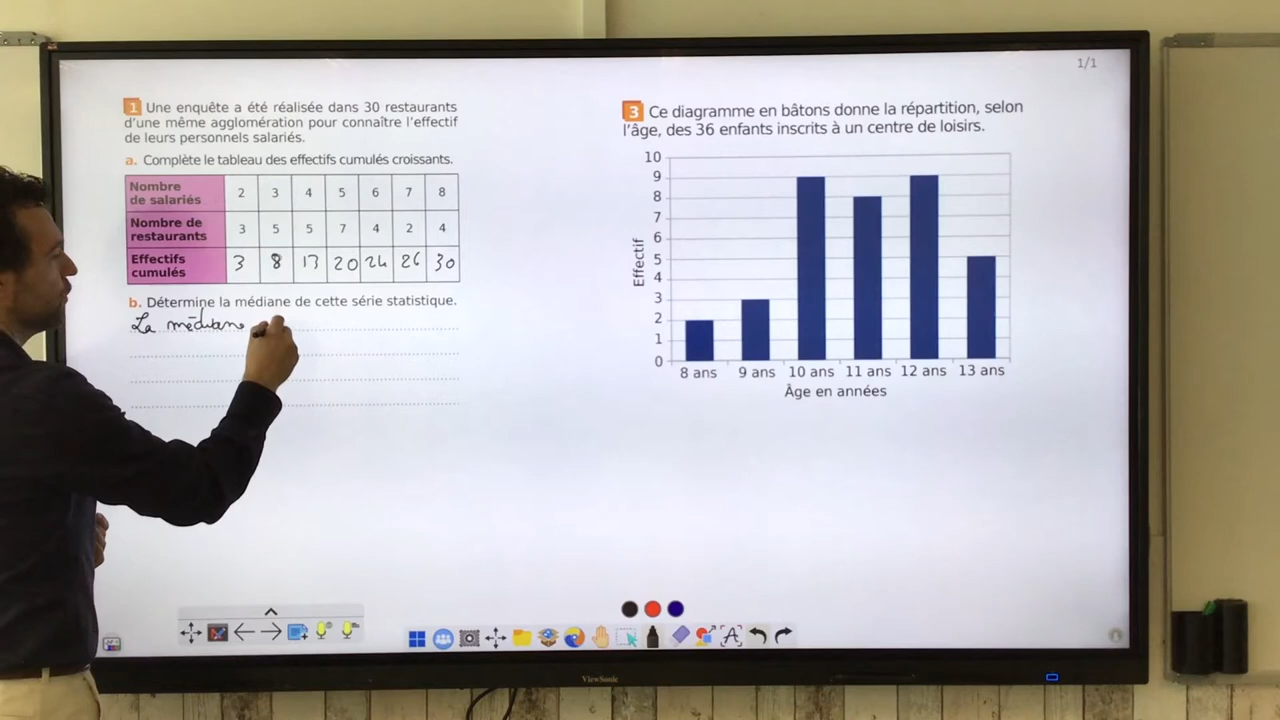 1/1
1 Une enquête a été réalisée dans 30 restaurants
d'une même agglomération pour connaître l'effectif
de leurs personnels salariés.
a. Complète le tableau des effectifs cumulés croissants.
Nombre de salariés 2 3 4 5 6 7 8
Nombre de restaurants 3 5 5 7 4 2 4
Effectifs cumulés 3 8 13 20 24 26 30
b. Détermine la médiane de cette série statistique.
La médiane
3 Ce diagramme en bâtons donne la répartition, selon
l'âge, des 36 enfants inscrits à un centre de loisirs.
10
9
8
7
6
5
4
3
2
1
0
Effectif
8 ans 9 ans 10 ans 11 ans 12 ans 13 ans
Âge en années
ViewSonic